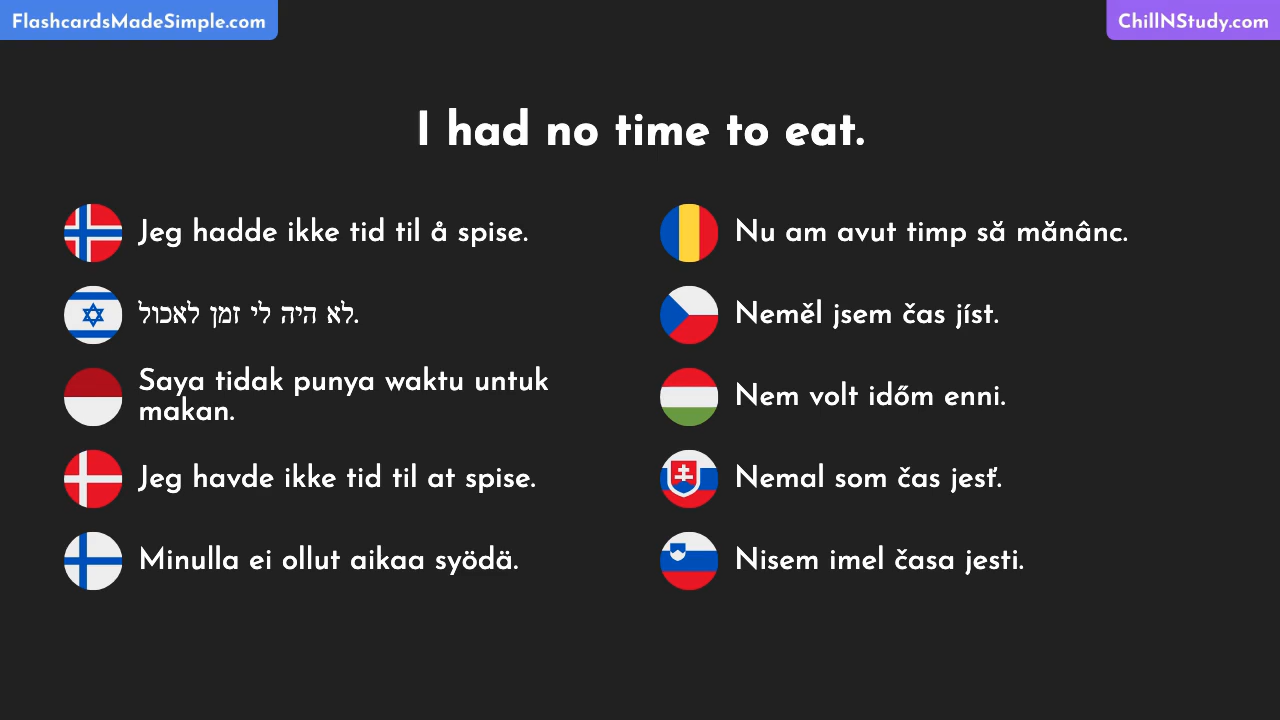 FlashcardsMadeSimple.com
ChillNStudy.com
I had no time to eat.
Jeg hadde ikke tid til å spise.
לא היה לי זמן לאכול.
Saya tidak punya waktu untuk
makan.
Jeg havde ikke tid til at spise.
Minulla ei ollut aikaa syödä.
Nu am avut timp să mănânc.
Neměl jsem čas jíst.
Nem volt időm enni.
Nemal som čas jesť.
Nisem imel časa jesti.